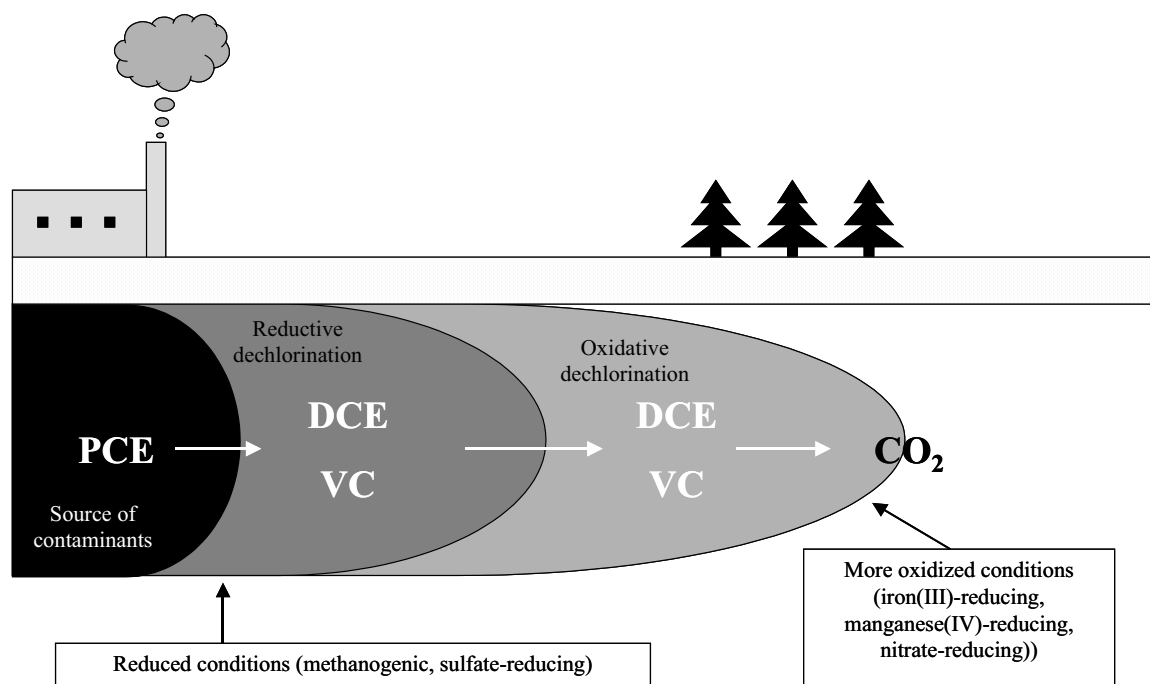 Reductive
dechlorination
Oxidative
dechlorination
PCE
DCE
VC
DCE
VC
CO₂
Source of
contaminants
More oxidized conditions
(iron(III)-reducing,
manganese(IV)-reducing,
nitrate-reducing))
Reduced conditions (methanogenic, sulfate-reducing)